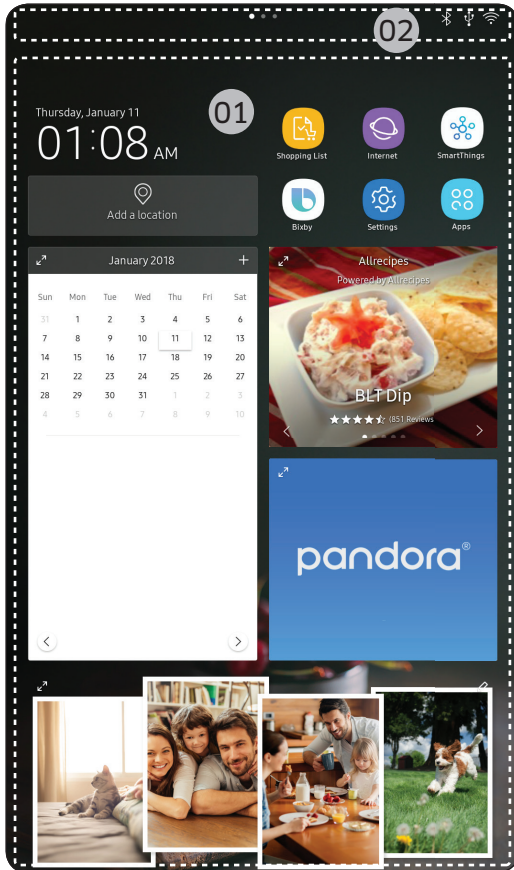 02
Thursday, January 11
01
01:08 AM
Shopping List
Internet
SmartThings
Add a location
Bixby
Settings
Apps
January 2018 +
Sun Mon Tue Wed Thu Fri Sat
31 1 2 3 4 5 6
7 8 9 10 11 12 13
14 15 16 17 18 19 20
21 22 23 24 25 26 27
28 29 30 31 1 2 3
4 5 6 7 8 9 10
Allrecipes
Powered by Allrecipes.
BLT Dip
(851 Reviews
pandora®